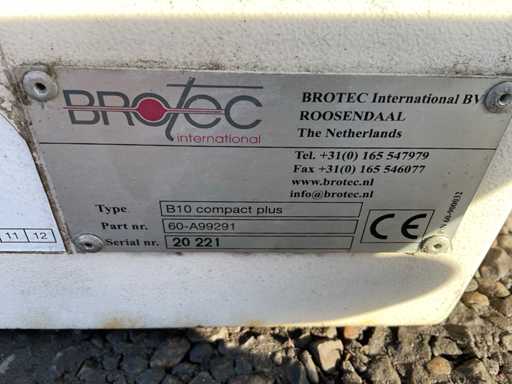 BROTEC
international
BROTEC International BV
ROOSENDAAL
The Netherlands
Tel. +31(0) 165 547979
Fax +31(0) 165 546077
www.brotec.nl
info@brotec.nl
Type B10 compact plus
Part nr. 60-A99291
Serial nr. 20 221
CE
60-900032
11 12